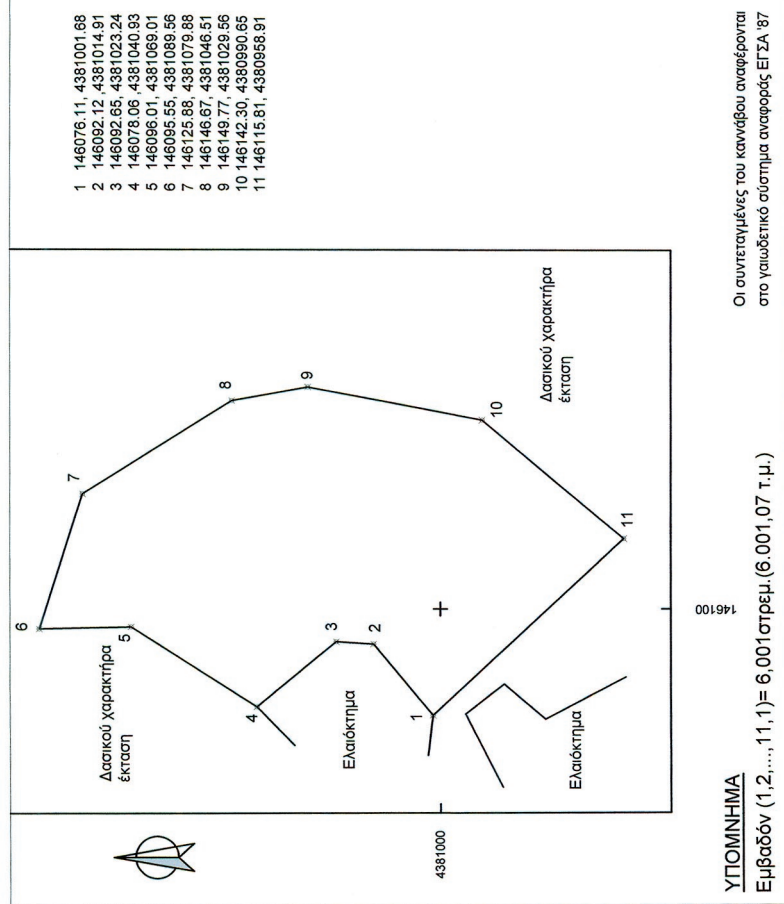 1 146076.11, 4381001.68
2 146092.12 ,4381014.91
3 146092.65, 4381023.24
4 146078.06 ,4381040.93
5 146096.01, 4381069.01
6 146095.55, 4381089.56
7 146125.88, 4381079.88
8 146146.67, 4381046.51
9 146149.77, 4381029.56
10 146142.30, 4380990.65
11 146115.81, 4380958.91
6
7
5
Δασικού χαρακτήρα
έκταση
8
4
9
3
2
Ελαιόκτημα
10
1
Δασικού χαρακτήρα
έκταση
11
Ελαιόκτημα
4381000
146100
ΥΠΟΜΝΗΜΑ
Εμβαδόν (1,2,...,11,1)= 6,001στρεμ.(6.001,07 τ.μ.)
Οι συντεταγμένες του καννάβου αναφέρονται
στο γαιωδετικό σύστημα αναφοράς ΕΓΣΑ '87